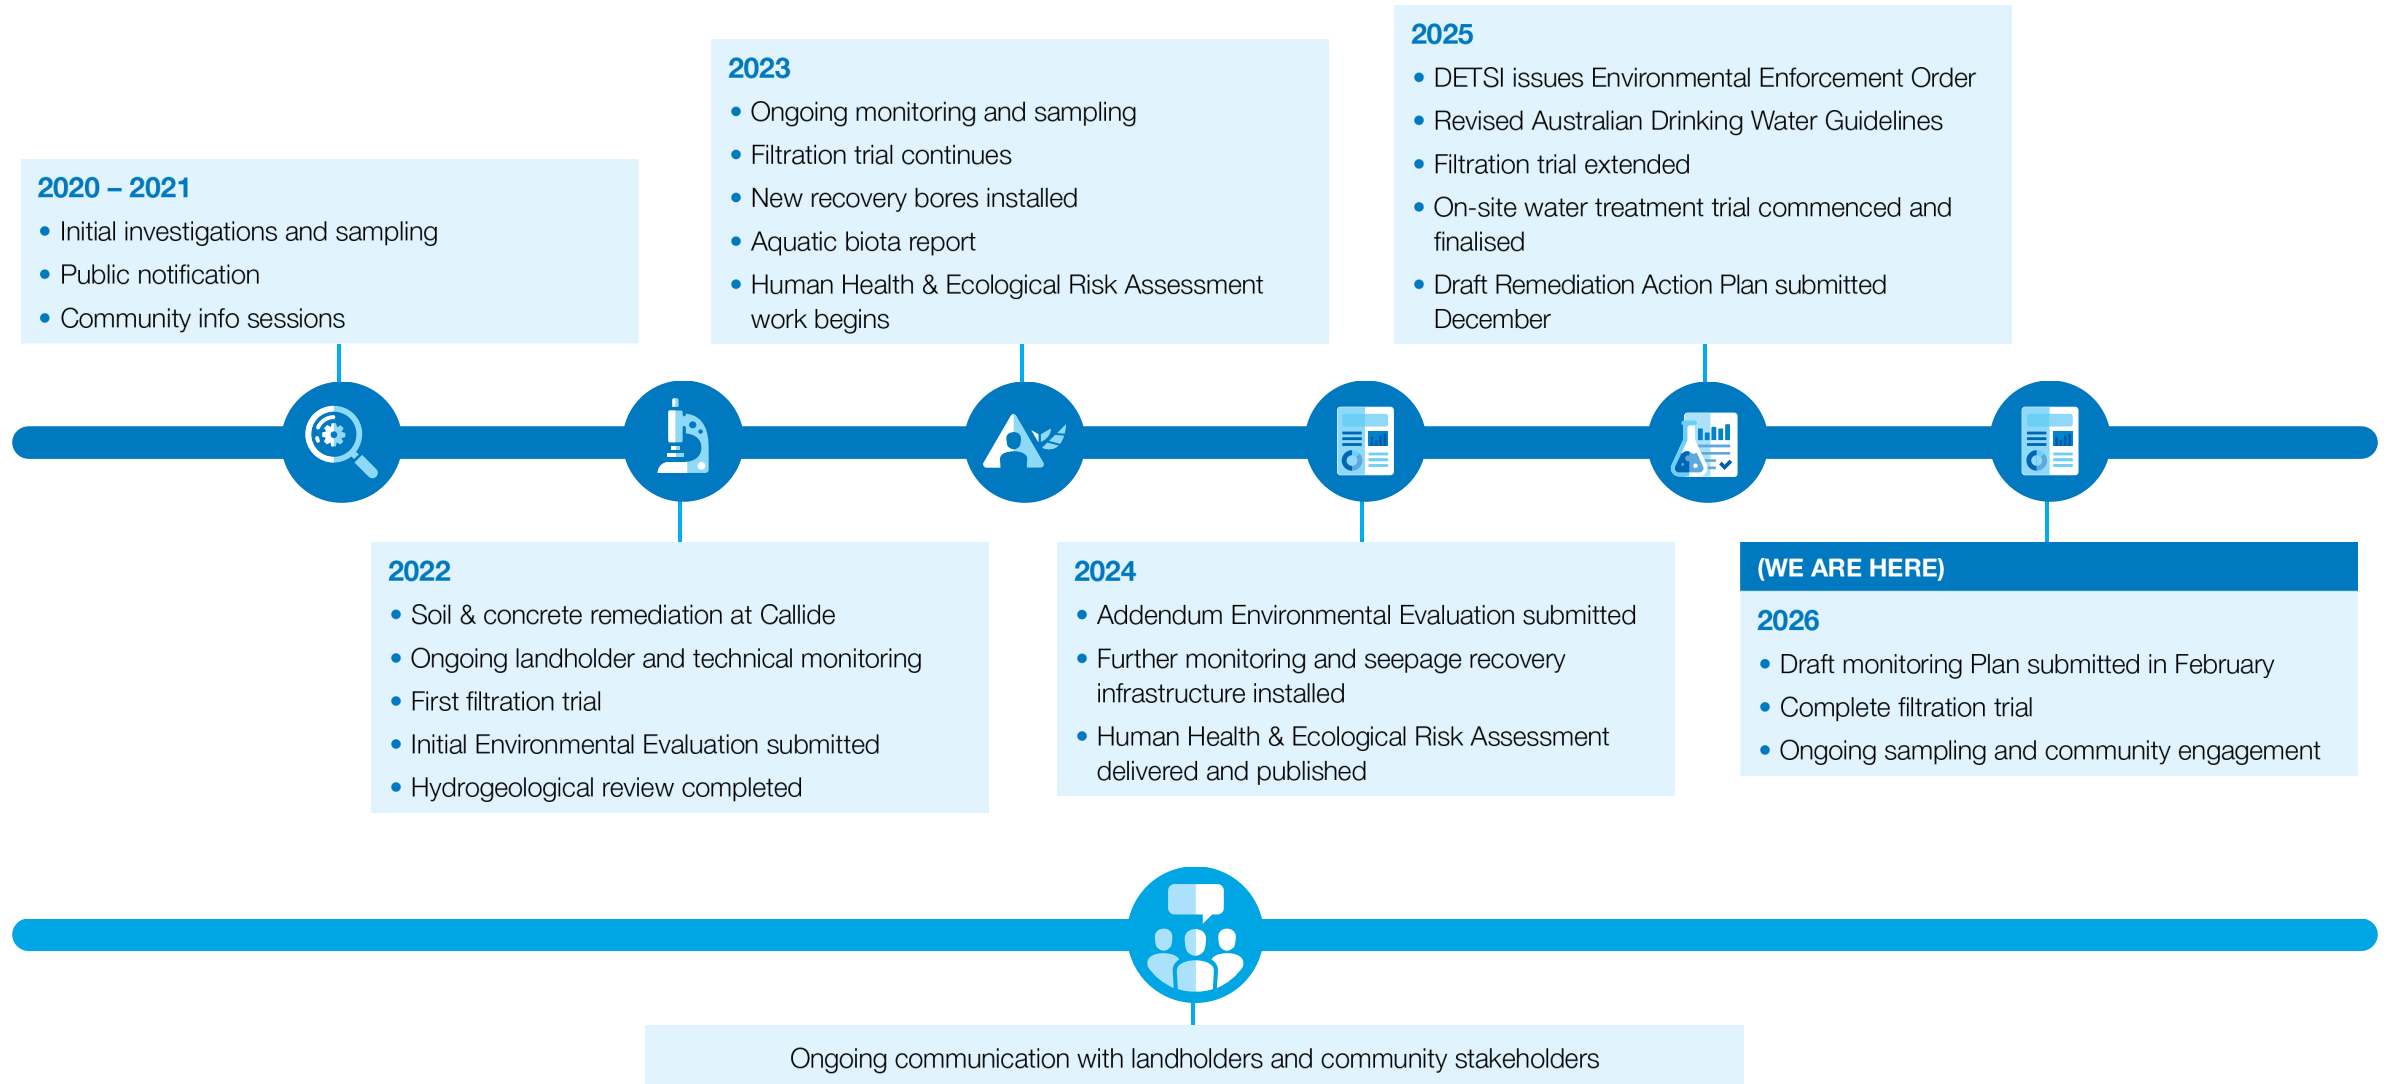 2020 – 2021
• Initial investigations and sampling
• Public notification
• Community info sessions
2022
• Soil & concrete remediation at Callide
• Ongoing landholder and technical monitoring
• First filtration trial
• Initial Environmental Evaluation submitted
• Hydrogeological review completed
2023
• Ongoing monitoring and sampling
• Filtration trial continues
• New recovery bores installed
• Aquatic biota report
• Human Health & Ecological Risk Assessment
work begins
2024
• Addendum Environmental Evaluation submitted
• Further monitoring and seepage recovery
infrastructure installed
• Human Health & Ecological Risk Assessment
delivered and published
2025
• DETSI issues Environmental Enforcement Order
• Revised Australian Drinking Water Guidelines
• Filtration trial extended
• On-site water treatment trial commenced and
finalised
• Draft Remediation Action Plan submitted
December
(WE ARE HERE)
2026
• Draft monitoring Plan submitted in February
• Complete filtration trial
• Ongoing sampling and community engagement
Ongoing communication with landholders and community stakeholders